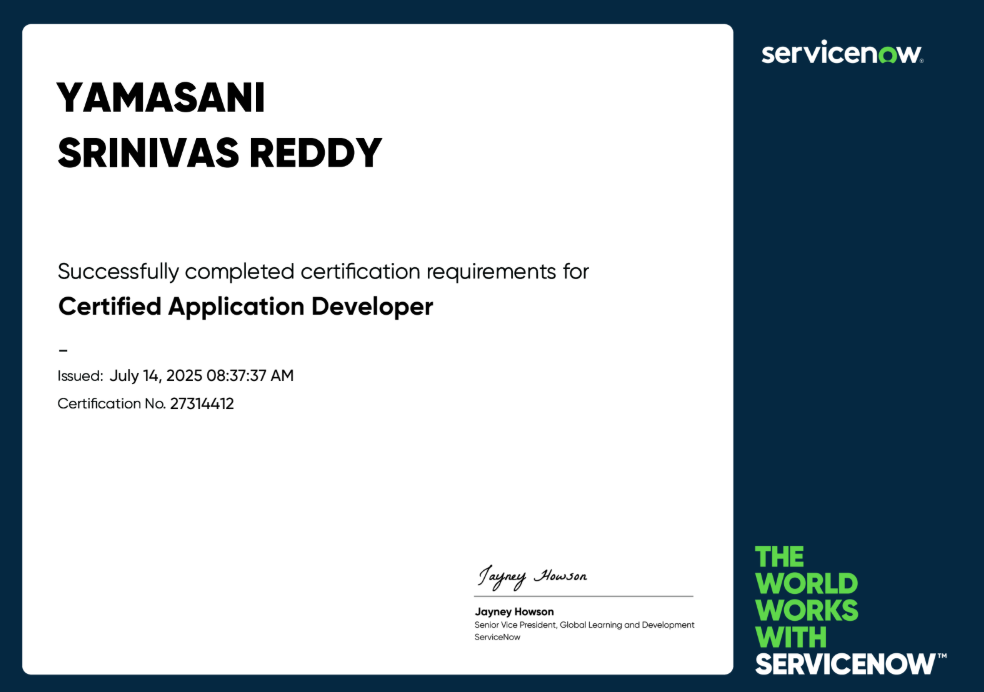 servicenow®
YAMASANI
SRINIVAS REDDY
Successfully completed certification requirements for
Certified Application Developer
–
Issued: July 14, 2025 08:37:37 AM
Certification No. 27314412
Jayney Howson
Jayney Howson
Senior Vice President, Global Learning and Development
ServiceNow
THE
WORLD
WORKS
WITH
SERVICENOW™